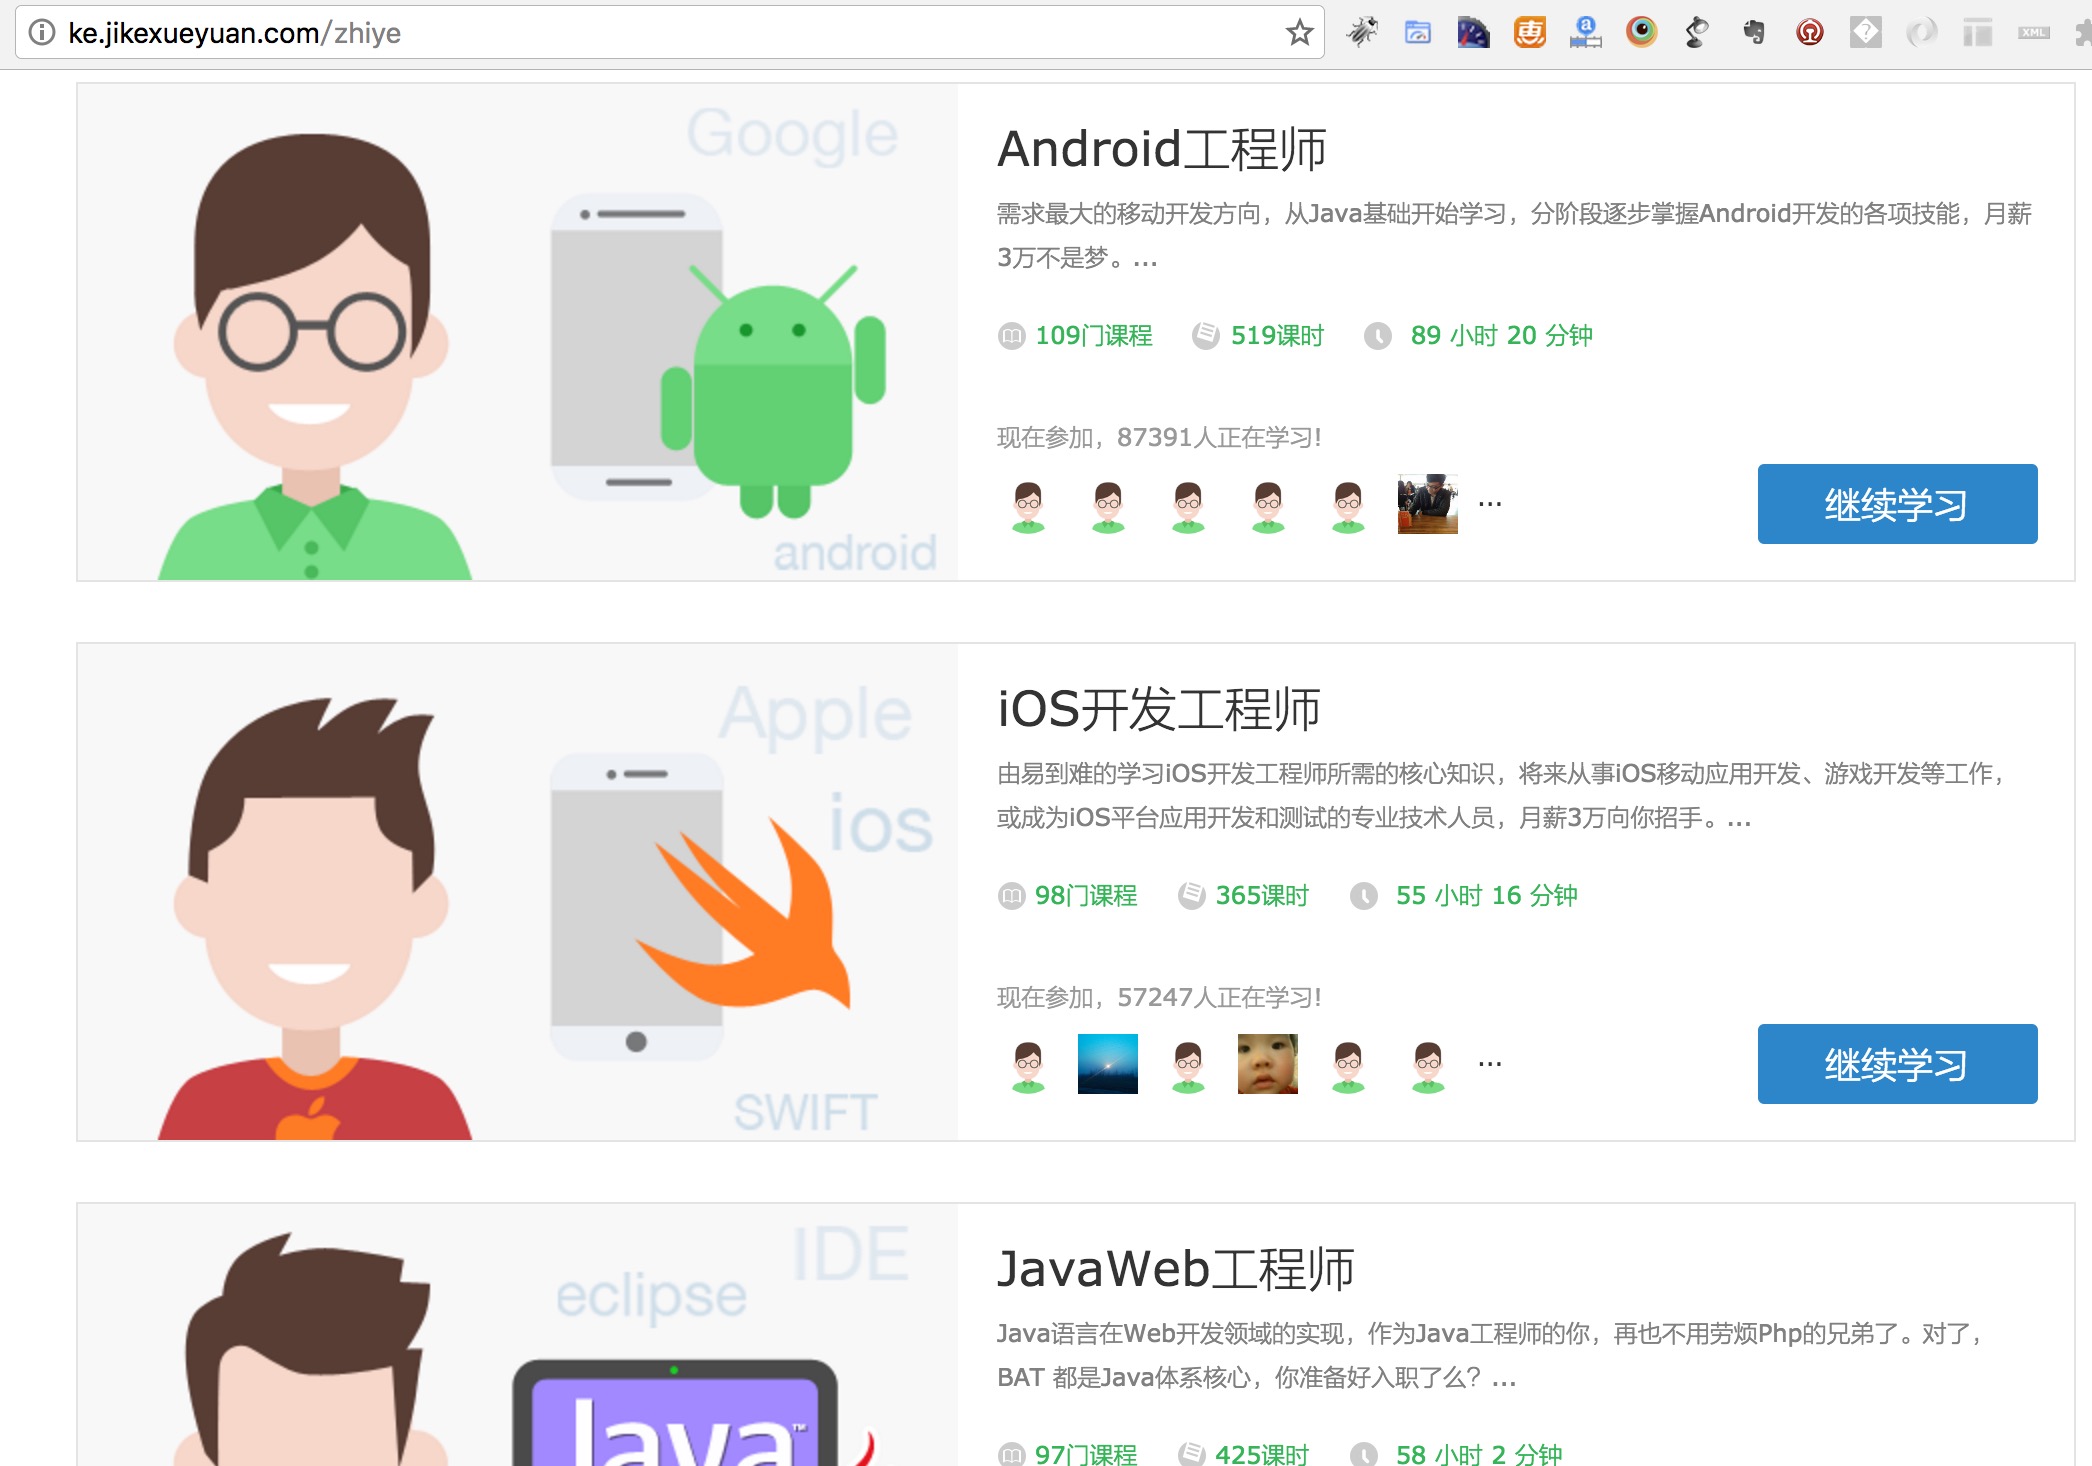 ke.jikexueyuan.com/zhiye
XML
Google
android
Android工程师
需求最大的移动开发方向，从Java基础开始学习，分阶段逐步掌握Android开发的各项技能，月薪
3万不是梦。...
109门课程 519课时 89 小时 20 分钟
现在参加，87391人正在学习！
...
继续学习
Apple
ios
SWIFT
iOS开发工程师
由易到难的学习iOS开发工程师所需的核心知识，将来从事iOS移动应用开发、游戏开发等工作，
或成为iOS平台应用开发和测试的专业技术人员，月薪3万向你招手。...
98门课程 365课时 55 小时 16 分钟
现在参加，57247人正在学习！
...
继续学习
IDE
eclipse
Java™
JavaWeb工程师
Java语言在Web开发领域的实现，作为Java工程师的你，再也不用劳烦Php的兄弟了。对了，
BAT 都是Java体系核心，你准备好入职了么？...
97门课程 425课时 58 小时 2 分钟